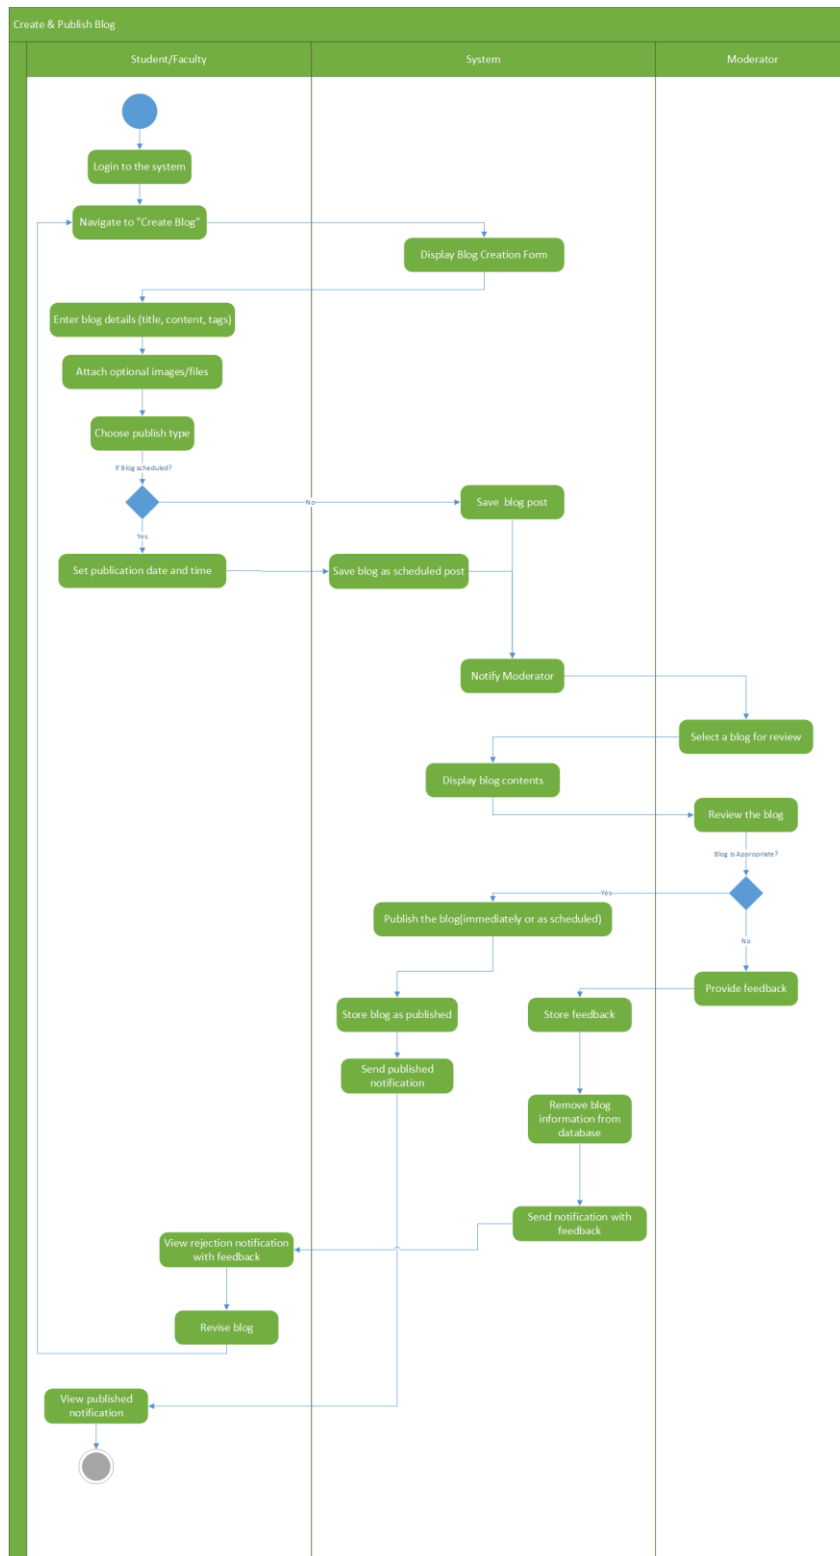 Create & Publish Blog
Student/Faculty
System
Moderator
Login to the system
Navigate to "Create Blog"
Display Blog Creation Form
Enter blog details (title, content, tags)
Attach optional images/files
Choose publish type
If Blog scheduled?
No
Save blog post
Yes
Set publication date and time
Save blog as scheduled post
Notify Moderator
Select a blog for review
Display blog contents
Review the blog
Blog Is Appropriate?
Yes
Publish the blog(immediately or as scheduled)
No
Provide feedback
Store blog as published
Store feedback
Send published
notification
Remove blog
information from
database
Send notification with
feedback
View rejection notification
with feedback
Revise blog
View published
notification